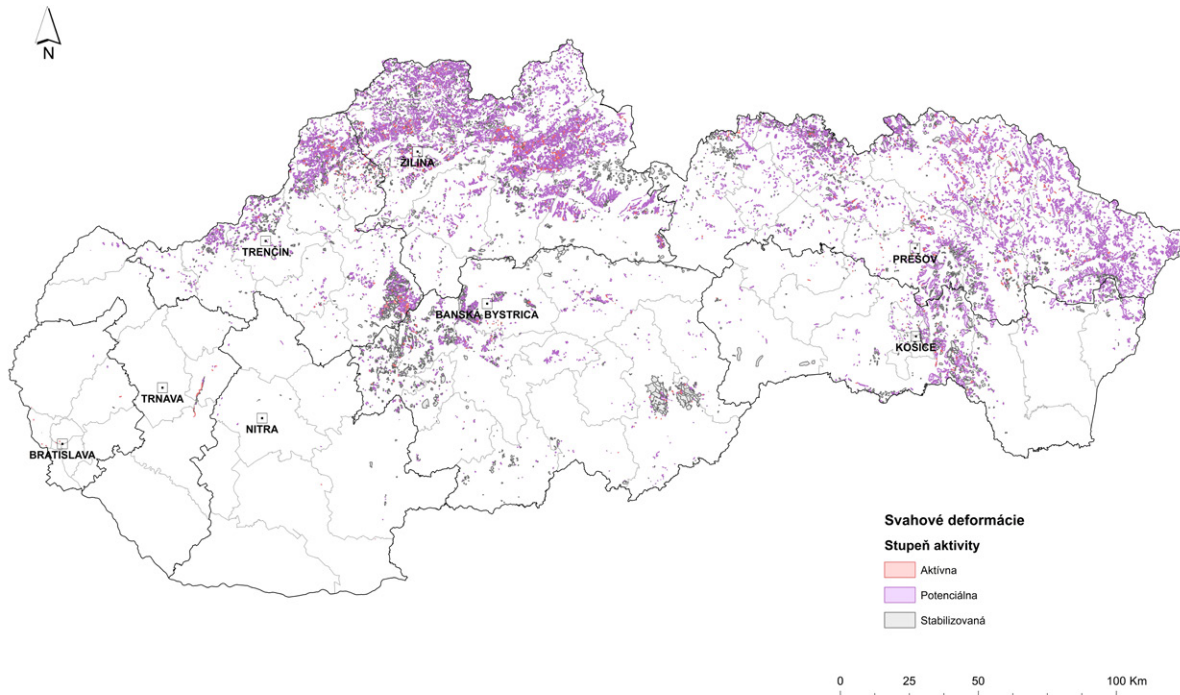 N
ŽILINA
TRENČÍN
PREŠOV
BANSKÁ BYSTRICA
KOŠICE
TRNAVA
NITRA
BRATISLAVA
Svahové deformácie
Stupeň aktivity
Aktívna
Potenciálna
Stabilizovaná
0 25 50 100 Km